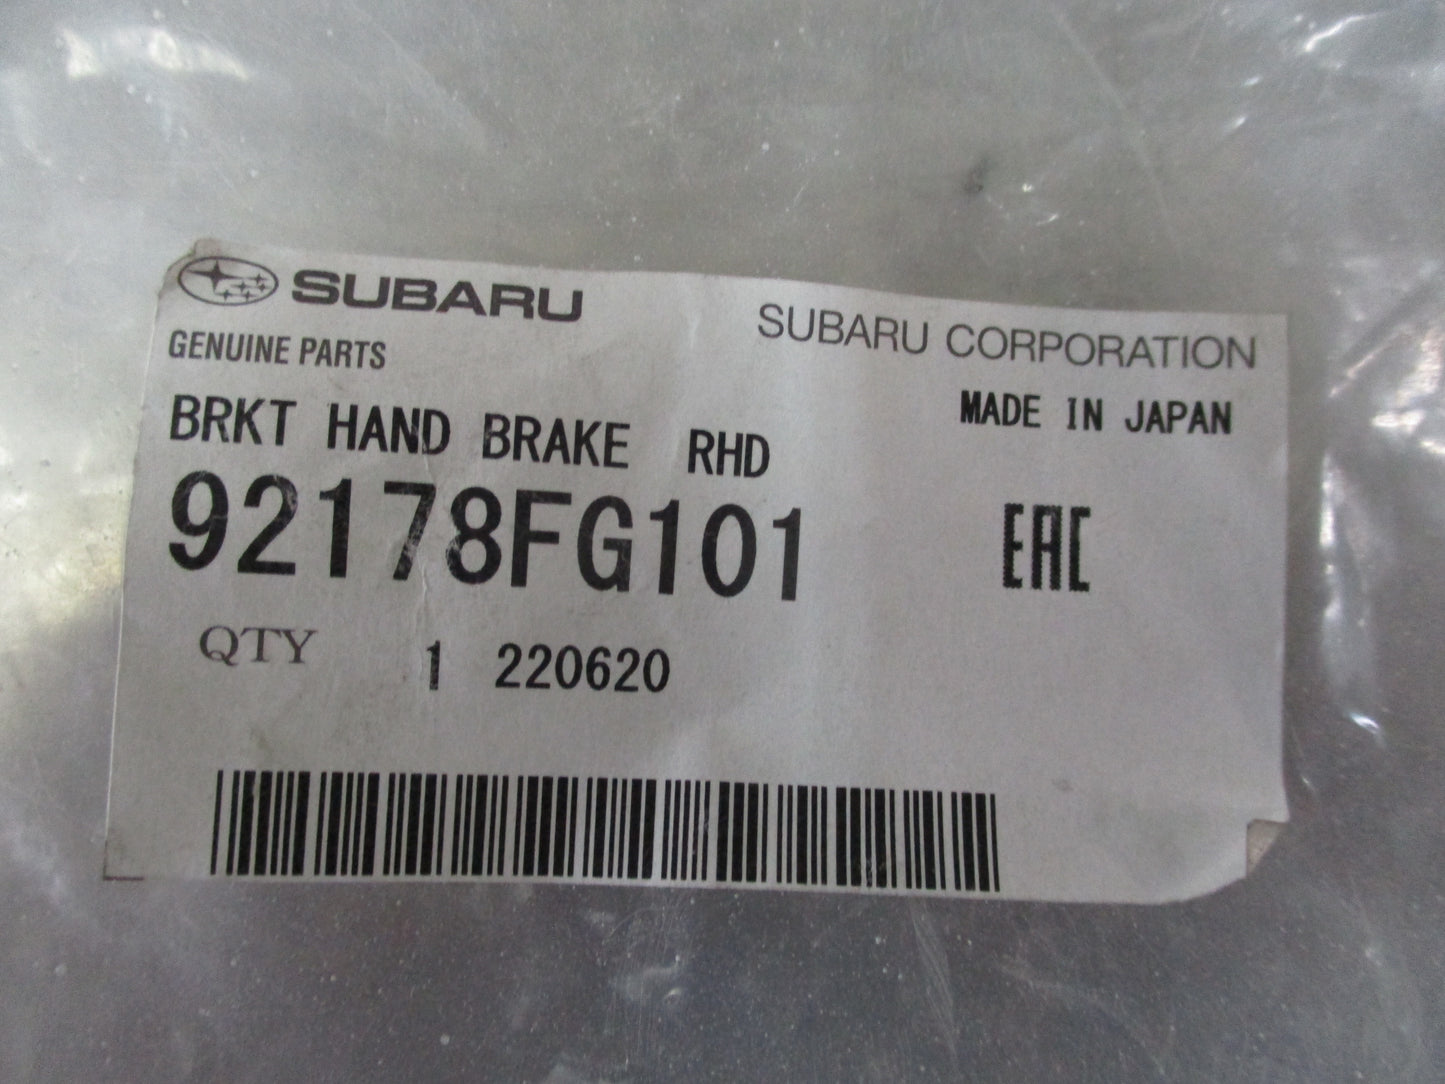 SUBARU
SUBARU CORPORATION
GENUINE PARTS
BRKT HAND BRAKE RHD
MADE IN JAPAN
92178FG101
EAC
QTY 1 220620